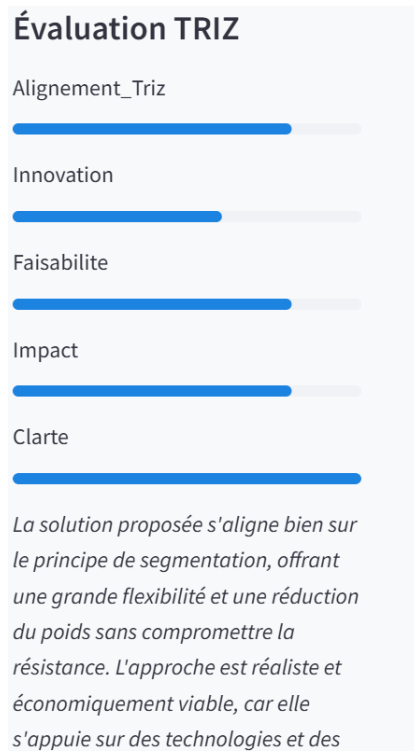 Évaluation TRIZ
Alignement_Triz
Innovation
Faisabilite
Impact
Clarte
La solution proposée s'aligne bien sur
le principe de segmentation, offrant
une grande flexibilité et une réduction
du poids sans compromettre la
résistance. L'approche est réaliste et
économiquement viable, car elle
s'appuie sur des technologies et des